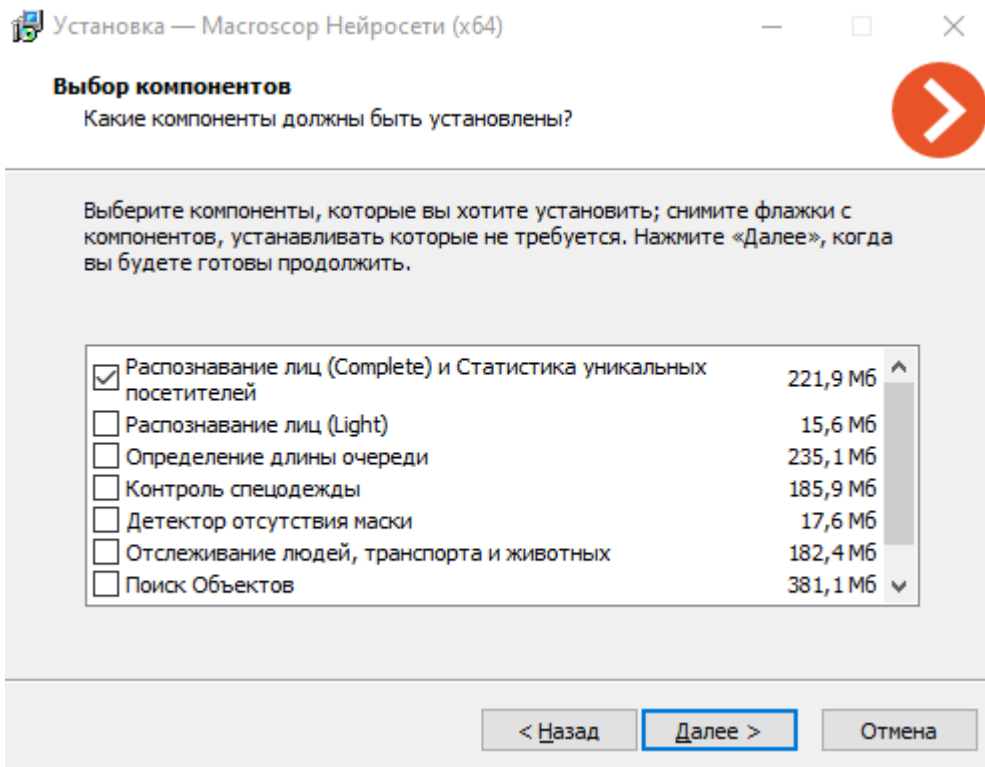 Установка — Macroscop Нейросети (x64)
Выбор компонентов
Какие компоненты должны быть установлены?
Выберите компоненты, которые вы хотите установить; снимите флажки с
компонентов, устанавливать которые не требуется. Нажмите «Далее», когда
вы будете готовы продолжить.
Распознавание лиц (Complete) и Статистика уникальных
посетителей 221,9 Мб
Распознавание лиц (Light) 15,6 Мб
Определение длины очереди 235,1 Мб
Контроль спецодежды 185,9 Мб
Детектор отсутствия маски 17,6 Мб
Отслеживание людей, транспорта и животных 182,4 Мб
Поиск Объектов 381,1 Мб
< Назад Далее > Отмена